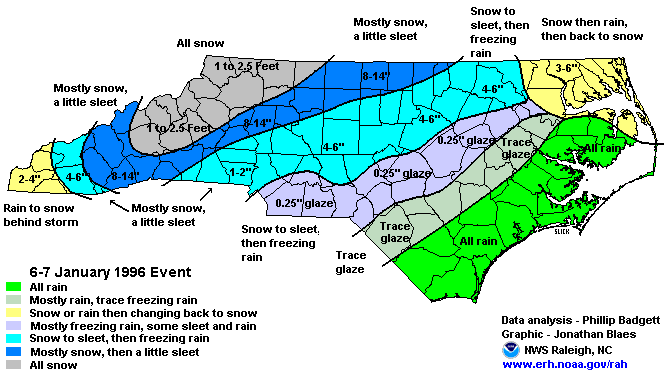 All snow
Mostly snow,
a little sleet
Snow to
sleet, then
freezing
rain
Snow then rain,
then back to snow
Mostly snow,
a little sleet
1 to 2.5 Feet
8-14"
3-6"
4-6"
1 to 2.5 Feet
8-14"
4-6"
0.25" glaze
Trace
glaze
All rain
4-6"
2-4"
4-6"
8-14"
1-2"
0.25" glaze
0.25" glaze
Rain to snow
behind storm
Mostly snow,
a little sleet
Snow to sleet,
then freezing
rain
Trace
glaze
Trace
glaze
All rain
SLICK
6-7 January 1996 Event
All rain
Mostly rain, trace freezing rain
Snow or rain then changing back to snow
Mostly freezing rain, some sleet and rain
Snow to sleet, then freezing rain
Mostly snow, then a little sleet
All snow
Data analysis - Phillip Badgett
Graphic - Jonathan Blaes
NWS Raleigh, NC
www.erh.noaa.gov/rah